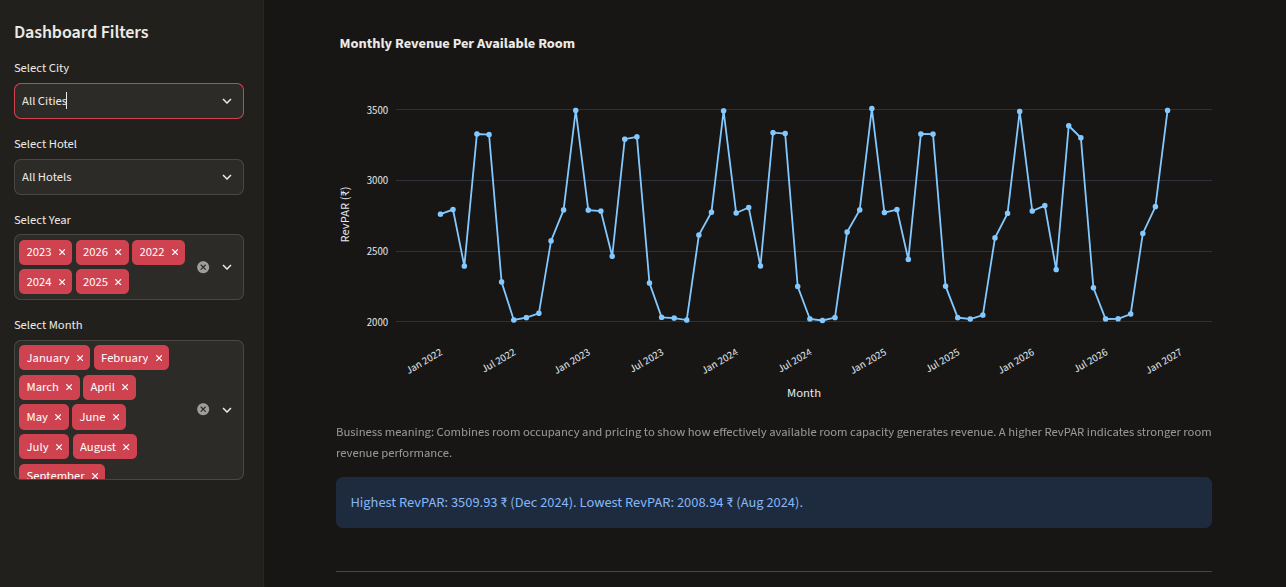 Dashboard Filters
Select City
All Cities
Select Hotel
All Hotels
Select Year
2023 × 2026 × 2022 ×
2024 × 2025 ×
Select Month
January × February ×
March × April ×
May × June ×
July × August ×
September ×
Monthly Revenue Per Available Room
RevPAR (₹)
3500
3000
2500
2000
Jan 2022 Jul 2022 Jan 2023 Jul 2023 Jan 2024 Jul 2024 Jan 2025 Jul 2025 Jan 2026 Jul 2026 Jan 2027
Month
Business meaning: Combines room occupancy and pricing to show how effectively available room capacity generates revenue. A higher RevPAR indicates stronger room
revenue performance.
Highest RevPAR: 3509.93 ₹ (Dec 2024). Lowest RevPAR: 2008.94 ₹ (Aug 2024).